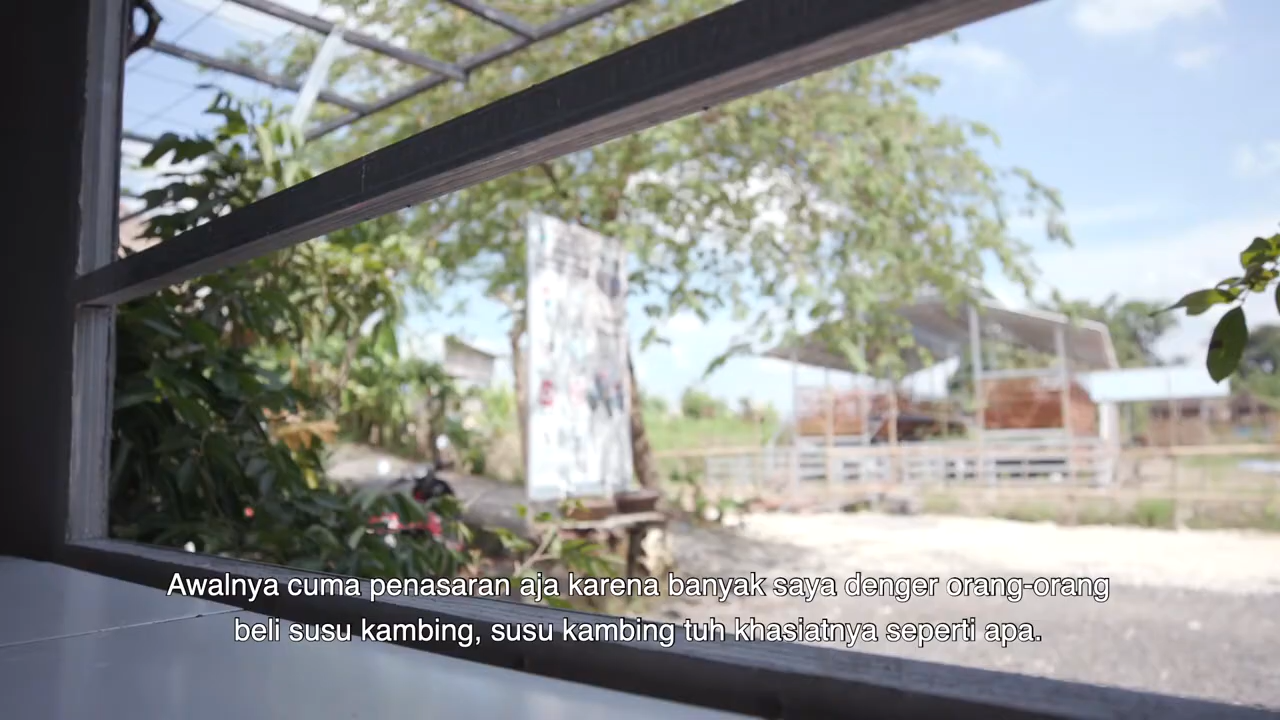 Awalnya cuma penasaran aja karena banyak saya denger orang-orang
beli susu kambing, susu kambing tuh khasiatnya seperti apa.